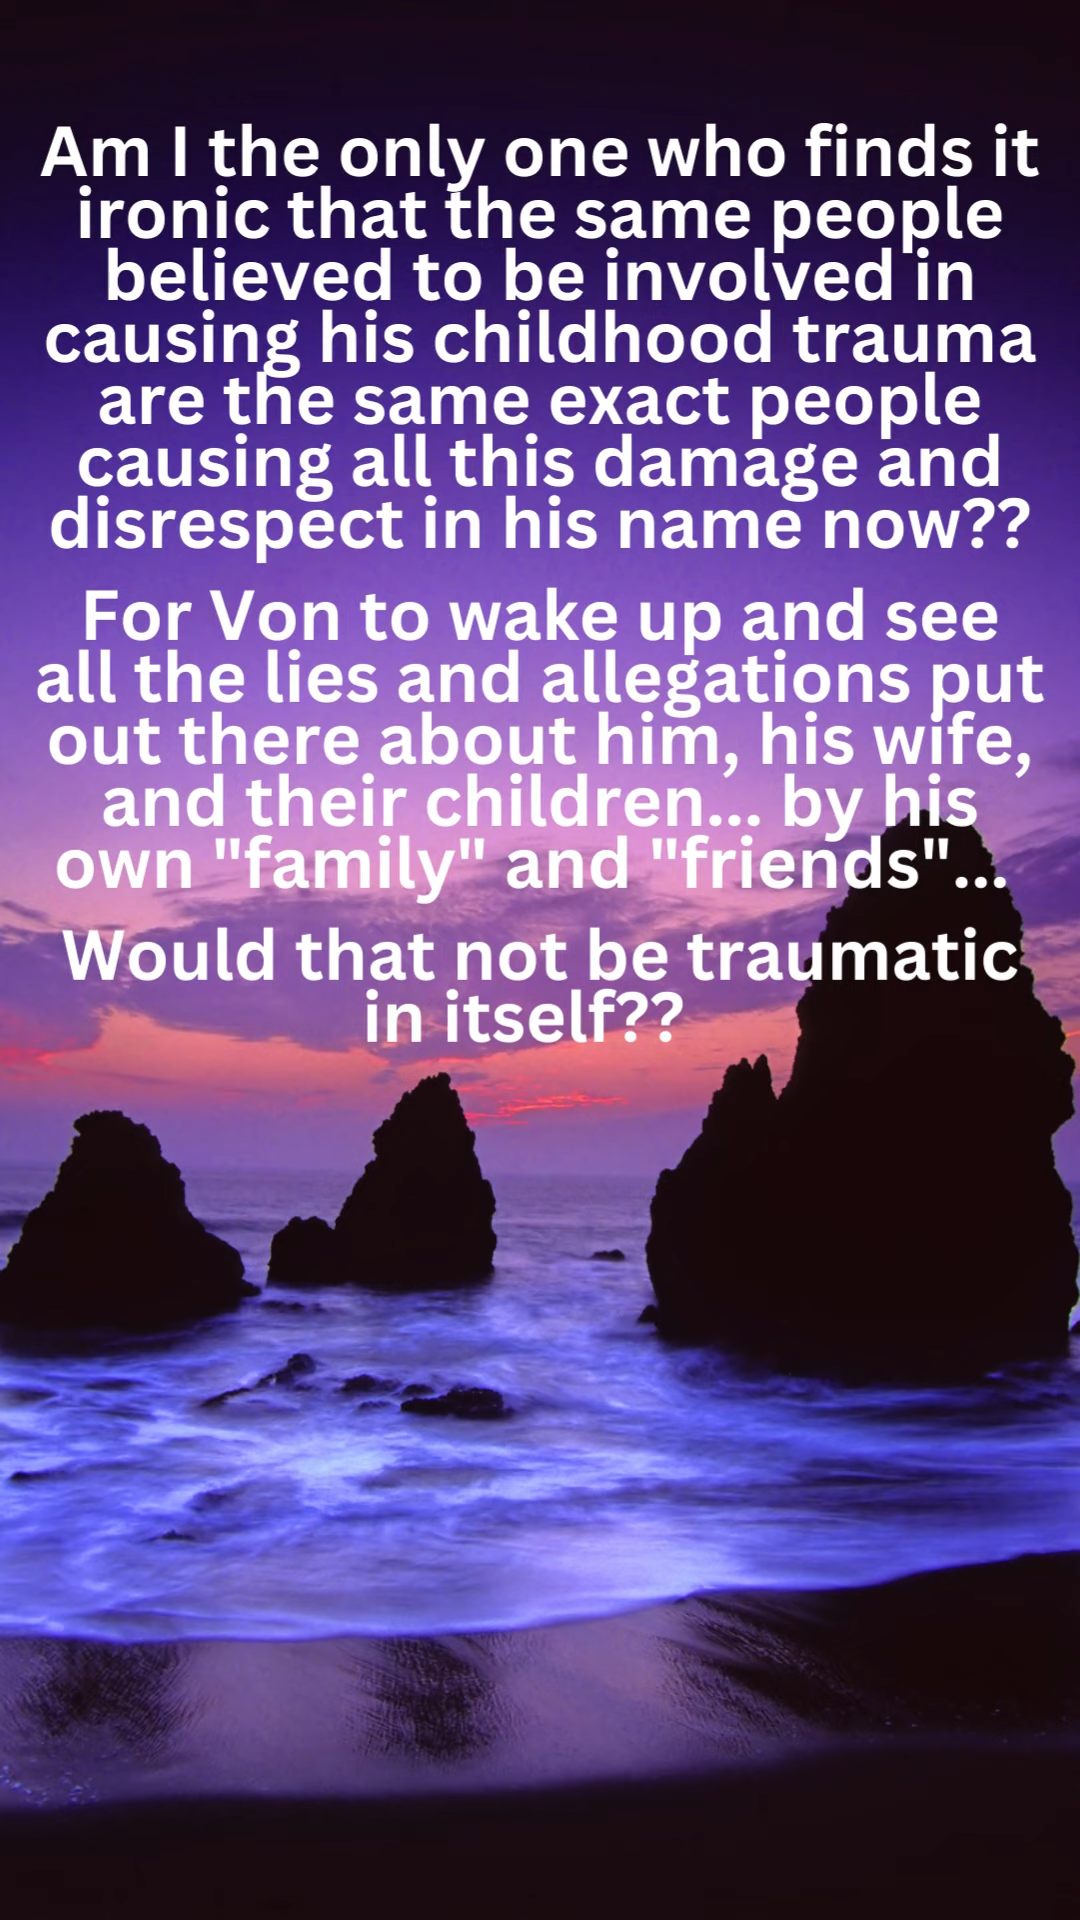 Am I the only one who finds it
ironic that the same people
believed to be involved in
causing his childhood trauma
are the same exact people
causing all this damage and
disrespect in his name now??
For Von to wake up and see
all the lies and allegations put
out there about him, his wife,
and their children... by his
own "family" and "friends"...
Would that not be traumatic
in itself??